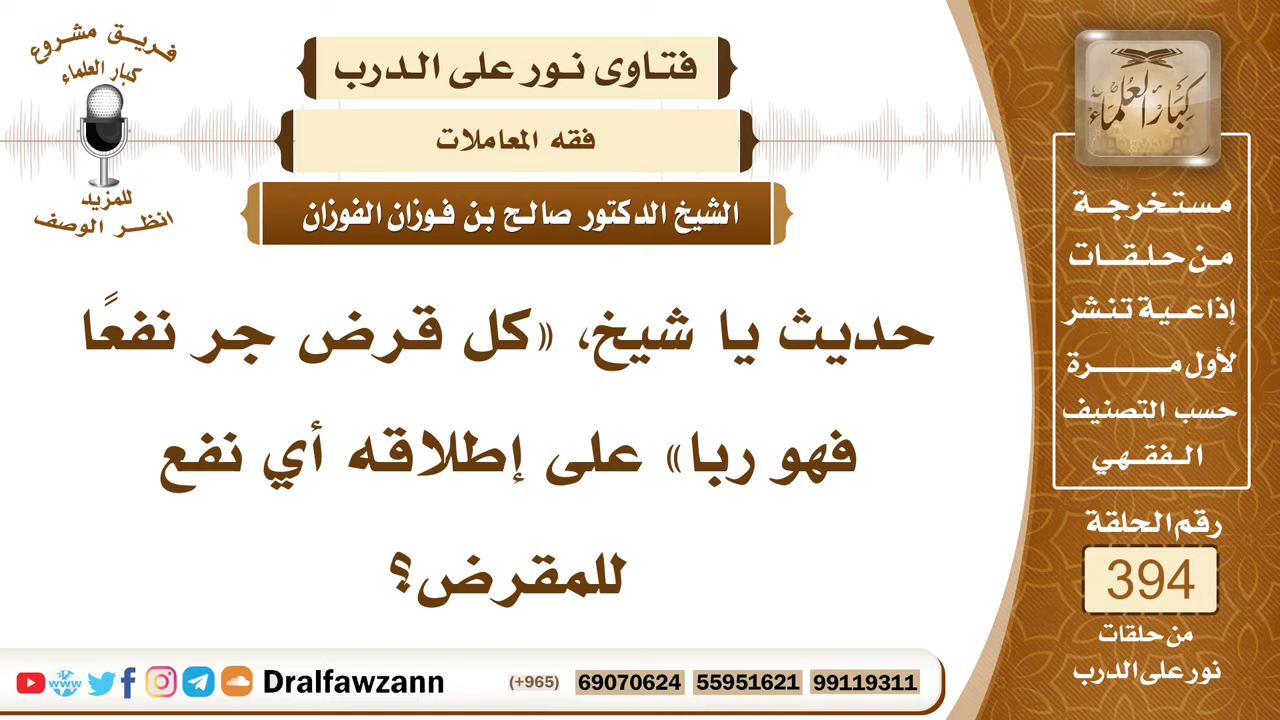 فريق مشروع
كبار العلماء
للمزيد
انظر الوصف
فتاوى نور على الدرب
فقه المعاملات
الشيخ الدكتور صالح بن فوزان الفوزان
حديث يا شيخ، «كل قرض جر نفعًا
فهو ربا» على إطلاقه أي نفع
للمقرض؟
كبار العلماء
مستخرجة
من حلقات
إذاعية تنشر
لأول مرة
حسب التصنيف
الفقهي
رقم الحلقة
394
من حلقات
نور على الدرب
www
Dralfawzann
(+965) 69070624 55951621 99119311